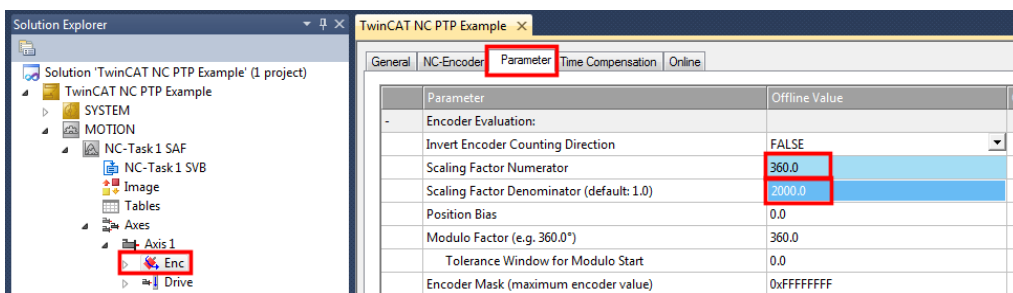 Solution Explorer
TwinCAT NC PTP Example
Solution 'TwinCAT NC PTP Example' (1 project)
TwinCAT NC PTP Example
SYSTEM
MOTION
NC-Task 1 SAF
NC-Task 1 SVB
Image
Tables
Axes
Axis 1
Enc
Drive
General NC-Encoder Parameter Time Compensation Online
Parameter Offline Value
- Encoder Evaluation:
Invert Encoder Counting Direction FALSE
Scaling Factor Numerator 360.0
Scaling Factor Denominator (default: 1.0) 2000.0
Position Bias 0.0
Modulo Factor (e.g. 360.0°) 360.0
Tolerance Window for Modulo Start 0.0
Encoder Mask (maximum encoder value) 0xFFFFFFFF